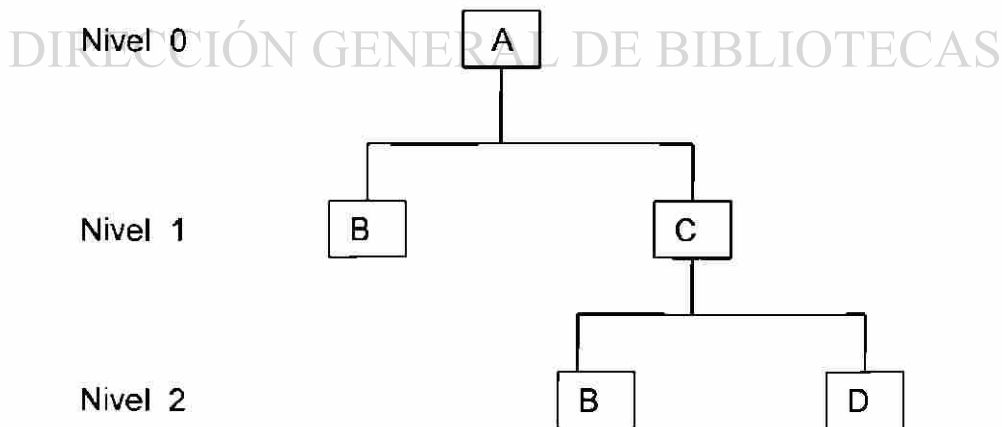 DIRECCIÓN GENERAL DE BIBLIOTECAS
Nivel 0 A
Nivel 1 B C
Nivel 2 B D